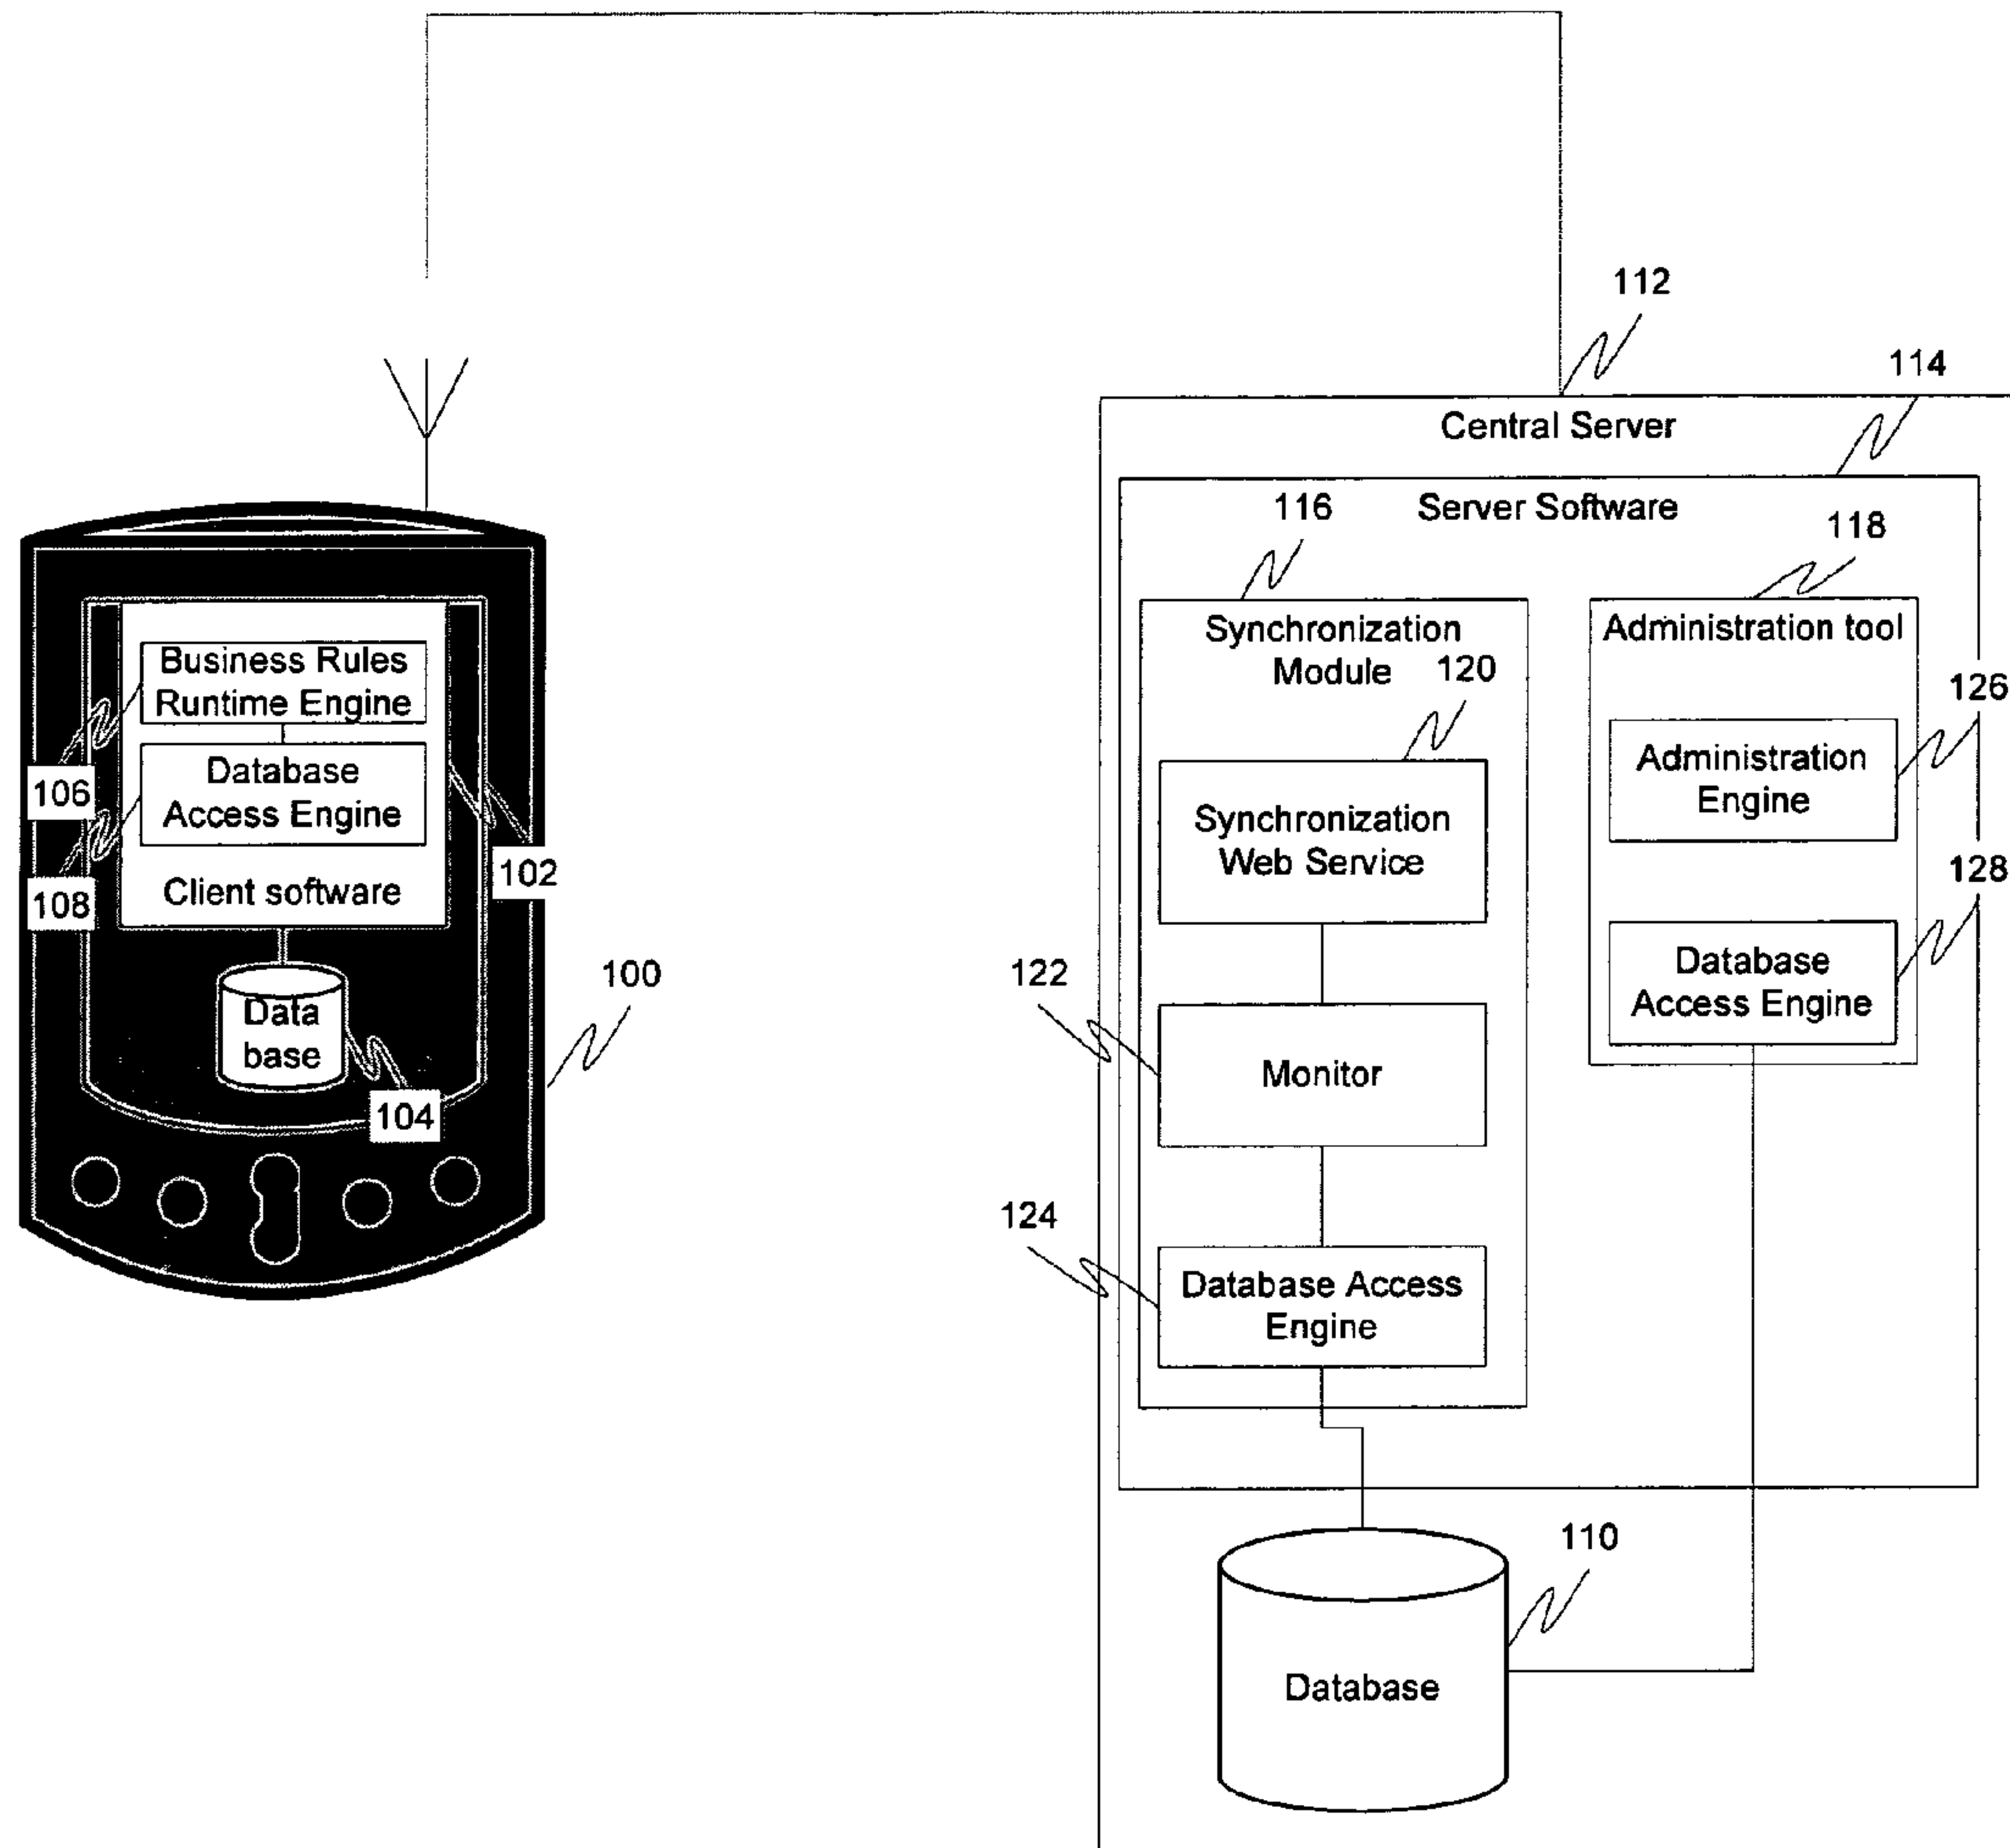 112
114
Central Server
116
Server Software
118
Business Rules
Runtime Engine
106
Database
Access Engine
108
Client software
102
Data
base
104
100
Synchronization
Module
120
Synchronization
Web Service
122
Monitor
124
Database Access
Engine
Administration tool
126
Administration
Engine
128
Database
Access Engine
110
Database